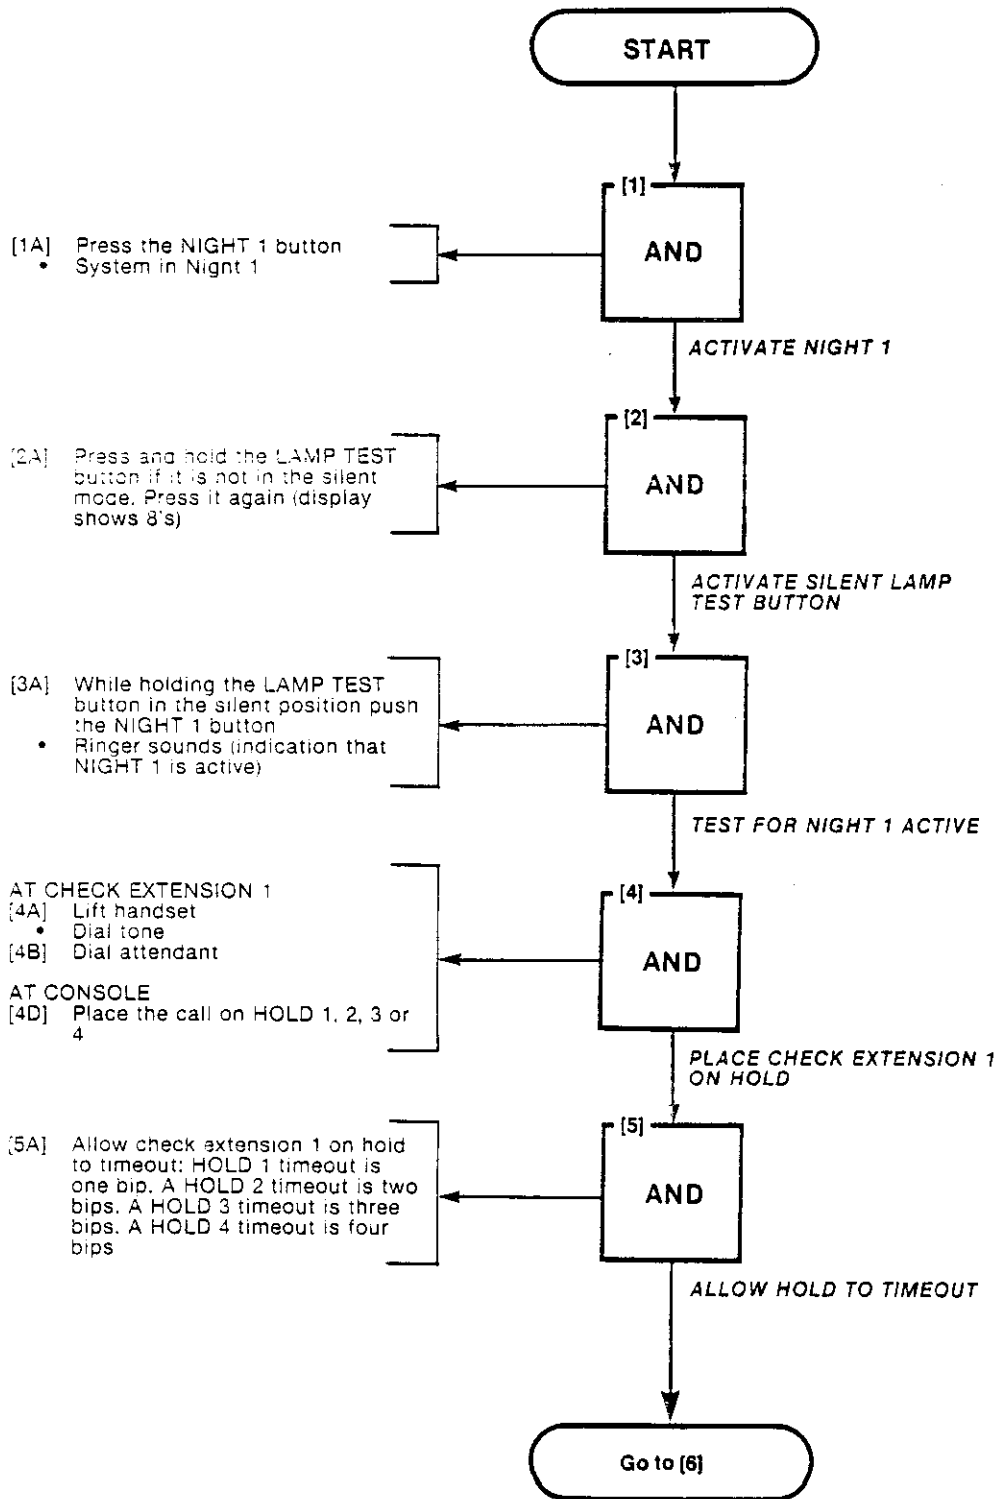 START
[1]
AND
[1A] Press the NIGHT 1 button
• System in Nignt 1
ACTIVATE NIGHT 1
[2]
AND
[2A] Press and hold the LAMP TEST
button if it is not in the silent
mode. Press it again (display
shows 8's)
ACTIVATE SILENT LAMP
TEST BUTTON
[3]
AND
[3A] While holding the LAMP TEST
button in the silent position push
the NIGHT 1 button
• Ringer sounds (indication that
NIGHT 1 is active)
TEST FOR NIGHT 1 ACTIVE
[4]
AND
AT CHECK EXTENSION 1
[4A] Lift handset
• Dial tone
[4B] Dial attendant
AT CONSOLE
[4D] Place the call on HOLD 1, 2, 3 or
4
PLACE CHECK EXTENSION 1
ON HOLD
[5]
AND
[5A] Allow check extension 1 on hold
to timeout: HOLD 1 timeout is
one bip. A HOLD 2 timeout is two
bips. A HOLD 3 timeout is three
bips. A HOLD 4 timeout is four
bips
ALLOW HOLD TO TIMEOUT
Go to [6]